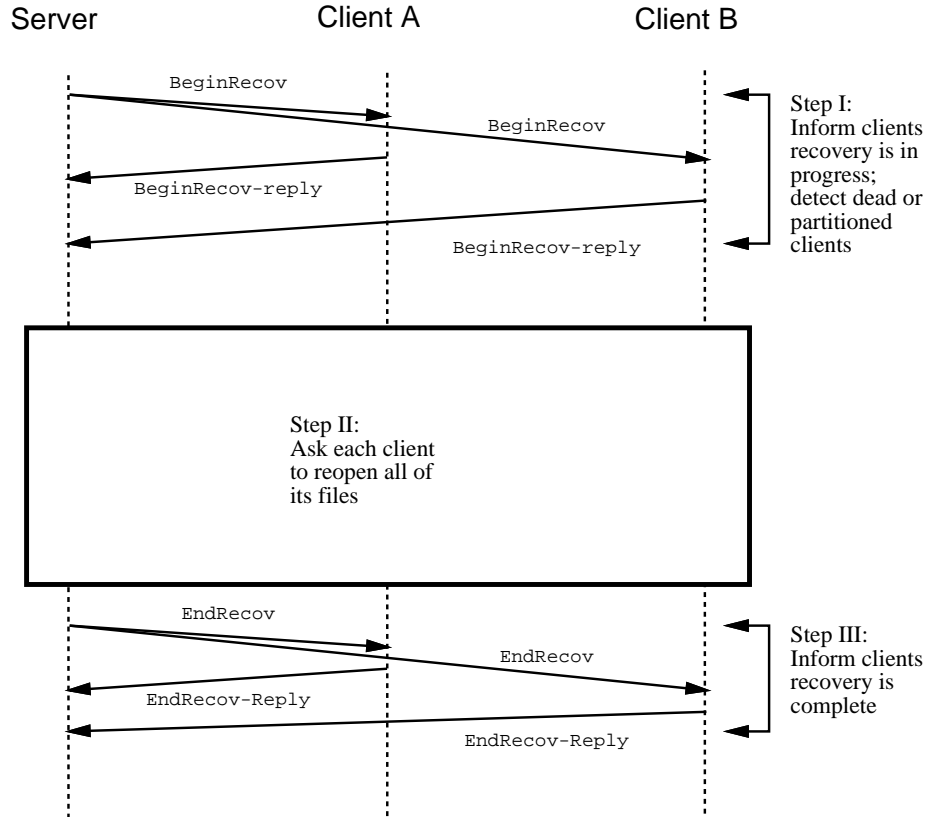 Server
Client A
Client B
BeginRecov
BeginRecov
BeginRecov-reply
BeginRecov-reply
Step I:
Inform clients
recovery is in
progress;
detect dead or
partitioned
clients
Step II:
Ask each client
to reopen all of
its files
EndRecov
EndRecov
EndRecov-Reply
EndRecov-Reply
Step III:
Inform clients
recovery is
complete